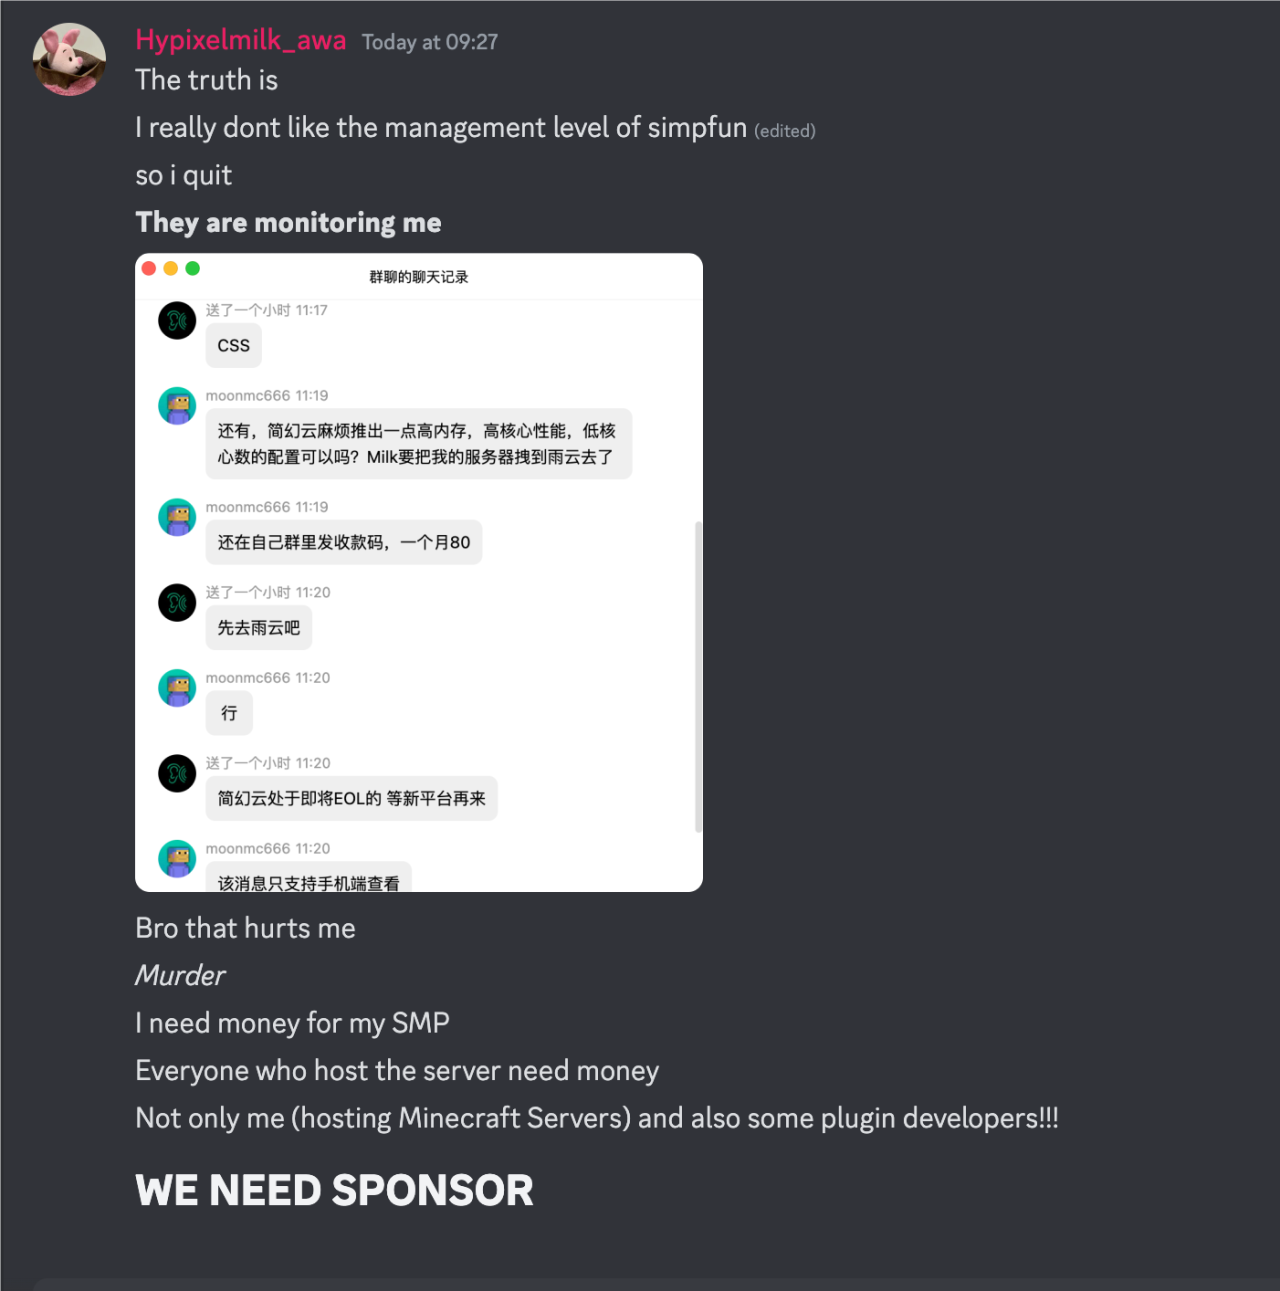 Hypixelmilk_awa Today at 09:27
The truth is
I really dont like the management level of simpfun (edited)
so i quit
They are monitoring me
群聊的聊天记录
送了一个小时 11:17
CSS
moonmc666 11:19
还有，简幻云麻烦推出一点高内存，高核心性能，低核
心数的配置可以吗？Milk要把我的服务器拽到雨云去了
moonmc666 11:19
还在自己群里发收款码，一个月80
送了一个小时 11:20
先去雨云吧
moonmc666 11:20
行
送了一个小时 11:20
简幻云处于即将EOL的 等新平台再来
moonmc666 11:20
该消息只支持手机端查看
Bro that hurts me
Murder
I need money for my SMP
Everyone who host the server need money
Not only me (hosting Minecraft Servers) and also some plugin developers!!!
WE NEED SPONSOR